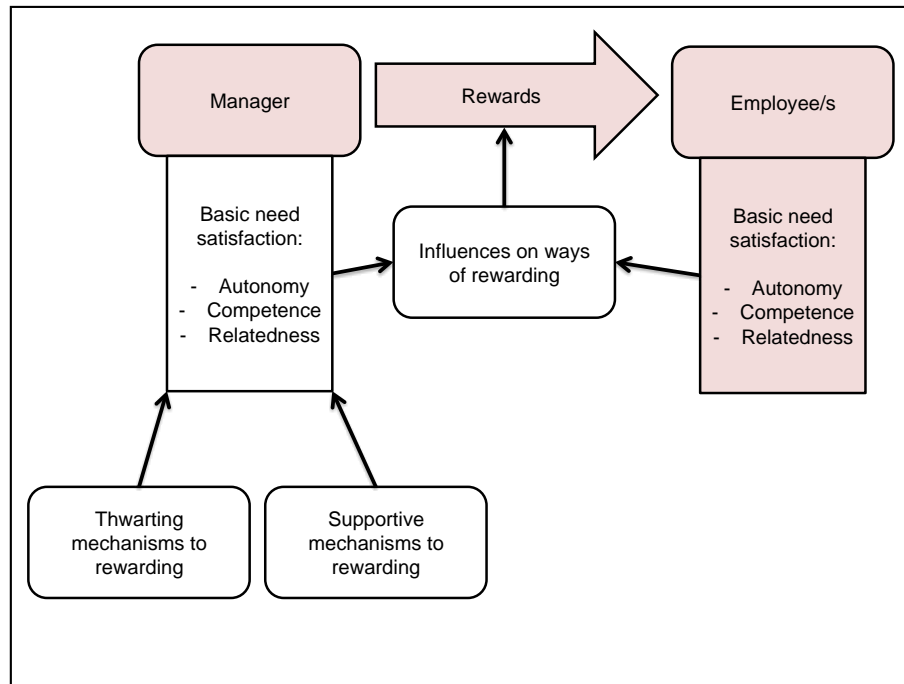 Manager
Rewards
Employee/s
Basic need
satisfaction:
- Autonomy
- Competence
- Relatedness
Influences on ways
of rewarding
Basic need
satisfaction:
- Autonomy
- Competence
- Relatedness
Thwarting
mechanisms to
rewarding
Supportive
mechanisms to
rewarding